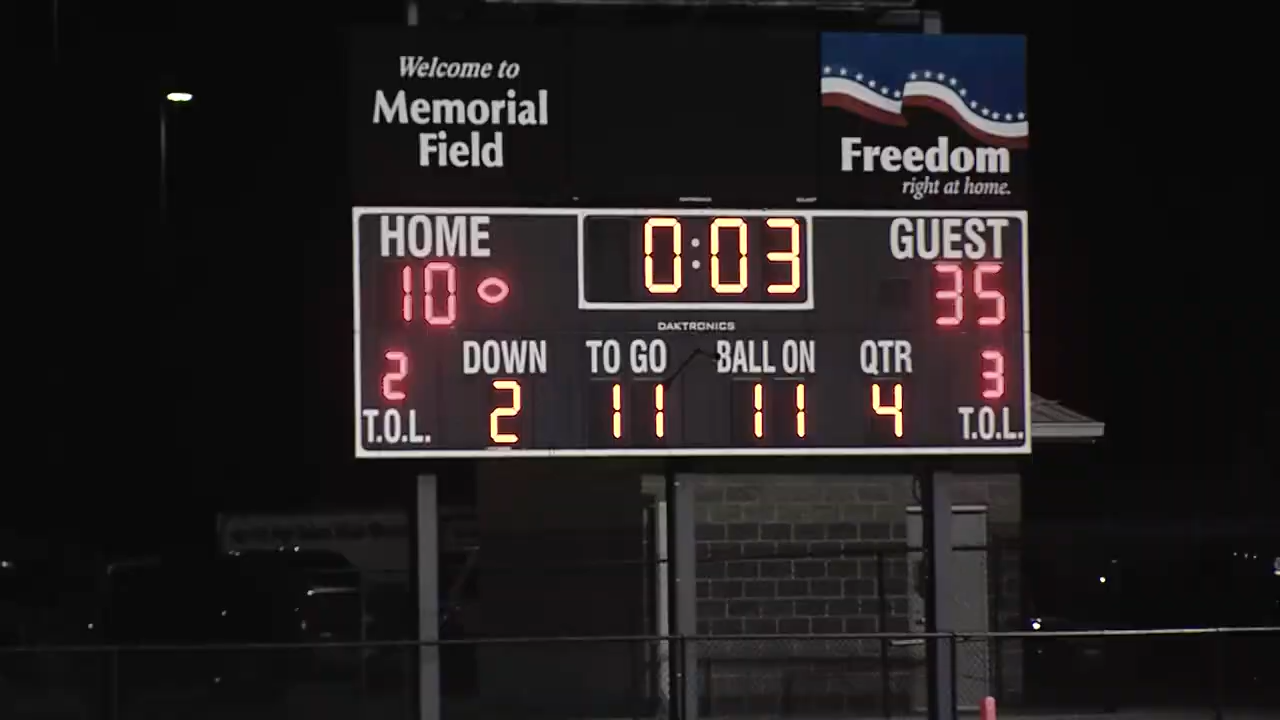 Welcome to
Memorial
Field
Freedom
right at home.
HOME
0:03
GUEST
10
35
DAKTRONICS
DOWN
TO GO
BALL ON
QTR
2
3
2
11
11
4
T.O.L.
T.O.L.